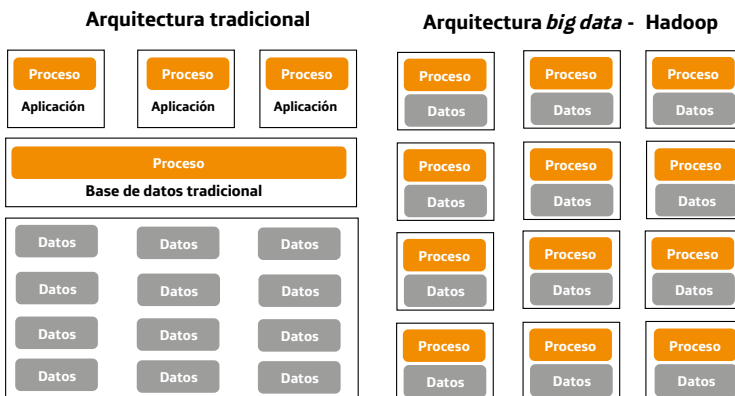 Arquitectura tradicional
Proceso Proceso Proceso
Aplicación Aplicación Aplicación
Proceso
Base de datos tradicional
Datos Datos Datos
Datos Datos Datos
Datos Datos Datos
Datos Datos Datos
Arquitectura big data - Hadoop
Proceso Proceso Proceso
Datos Datos Datos
Proceso Proceso Proceso
Datos Datos Datos
Proceso Proceso Proceso
Datos Datos Datos
Proceso Proceso Proceso
Datos Datos Datos